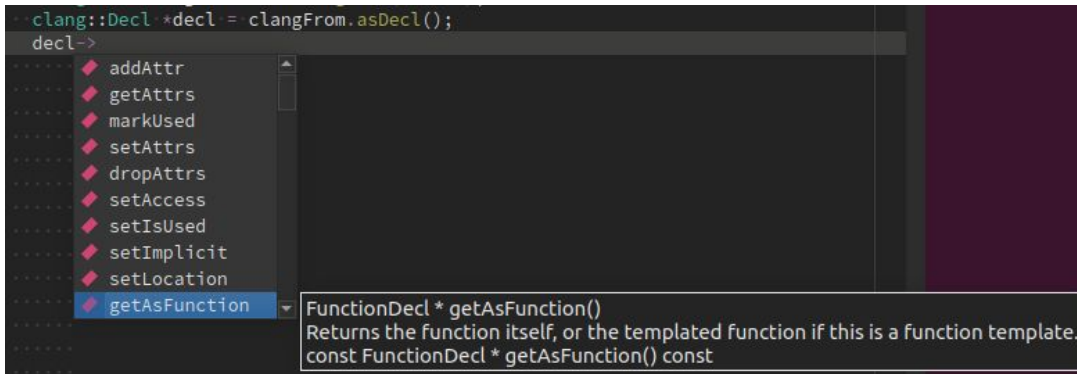 clang::Decl *decl = clangFrom.asDecl();
decl->
addAttr
getAttrs
markUsed
setAttrs
dropAttrs
setAccess
setIsUsed
setImplicit
setLocation
getAsFunction
FunctionDecl * getAsFunction()
Returns the function itself, or the templated function if this is a function template.
const FunctionDecl * getAsFunction() const